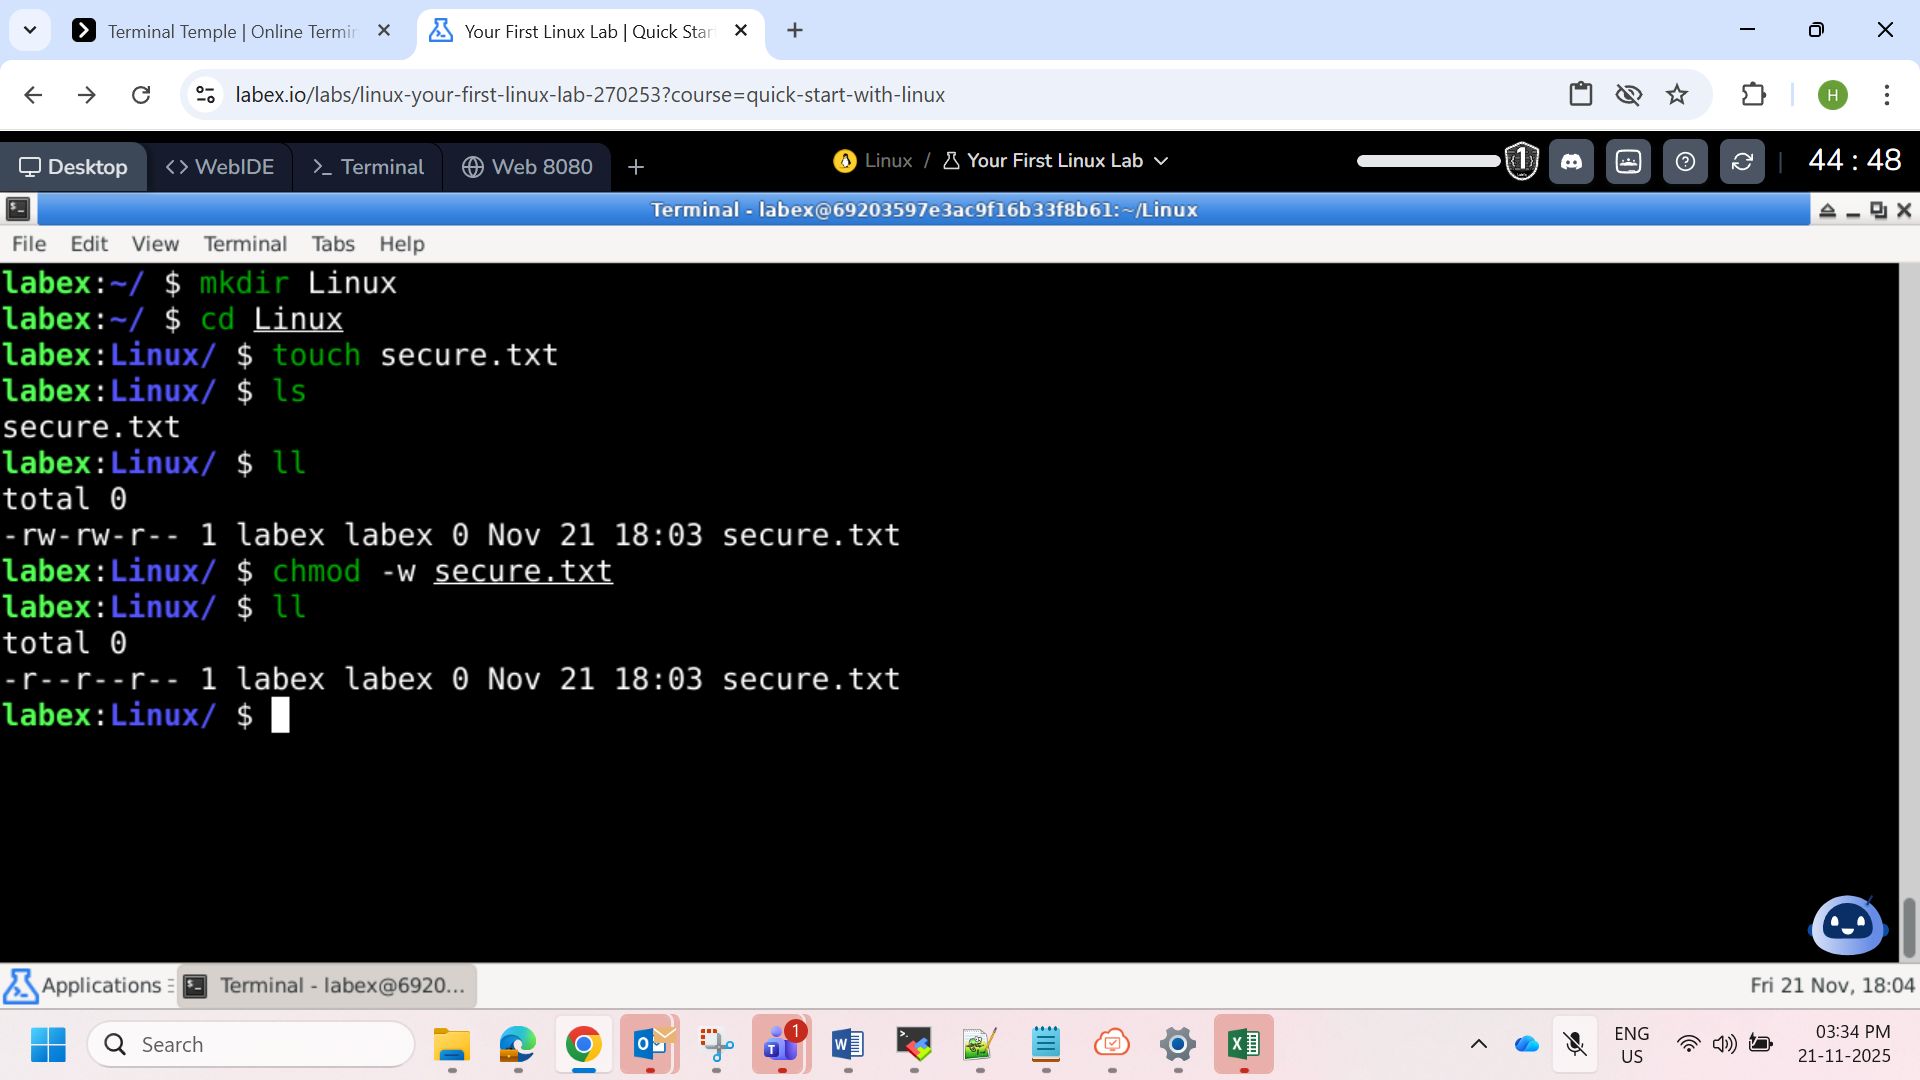 Terminal Temple | Online Termi
Your First Linux Lab | Quick Star
labex.io/labs/linux-your-first-linux-lab-270253?course=quick-start-with-linux
H
Desktop
<> WebIDE
>_ Terminal
Web 8080
Linux / Your First Linux Lab
1
44 : 48
Terminal - labex@69203597e3ac9f16b33f8b61:~/Linux
File Edit View Terminal Tabs Help
labex:~/ $ mkdir Linux
labex:~/ $ cd Linux
labex:Linux/ $ touch secure.txt
labex:Linux/ $ ls
secure.txt
labex:Linux/ $ ll
total 0
-rw-rw-r-- 1 labex labex 0 Nov 21 18:03 secure.txt
labex:Linux/ $ chmod -w secure.txt
labex:Linux/ $ ll
total 0
-r--r--r-- 1 labex labex 0 Nov 21 18:03 secure.txt
labex:Linux/ $
Applications
Terminal - labex@6920...
Fri 21 Nov, 18:04
Search
1
ENG
US
03:34 PM
21-11-2025